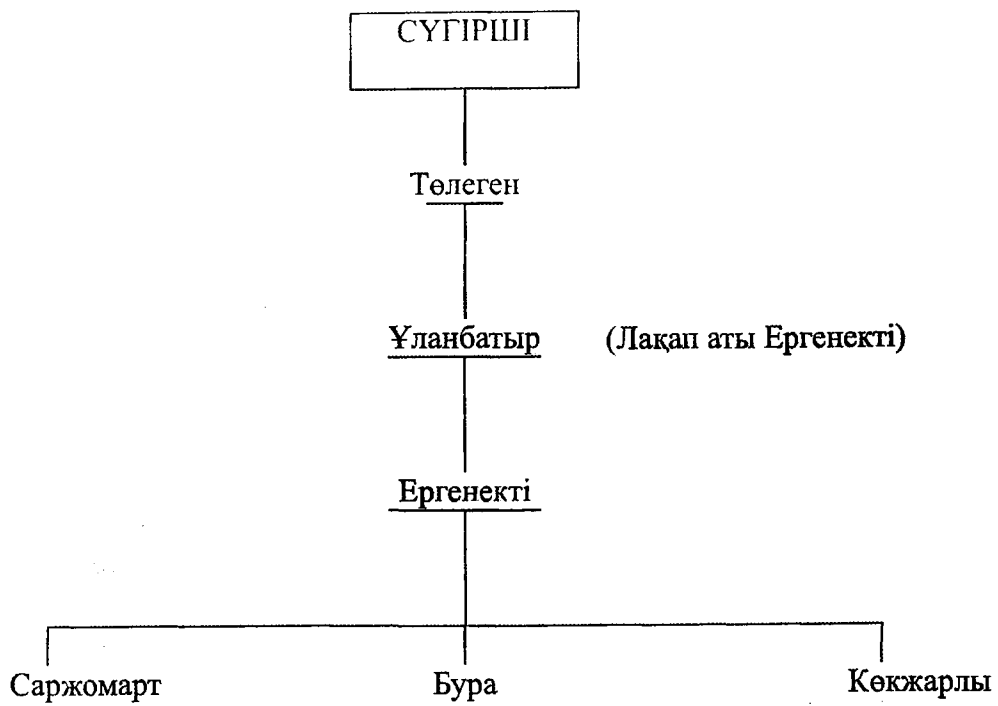 СҮГІРШІ
Төлеген
Ұланбатыр (Лақап аты Ергенекті)
Ергенекті
Саржомарт Бура Көкжарлы